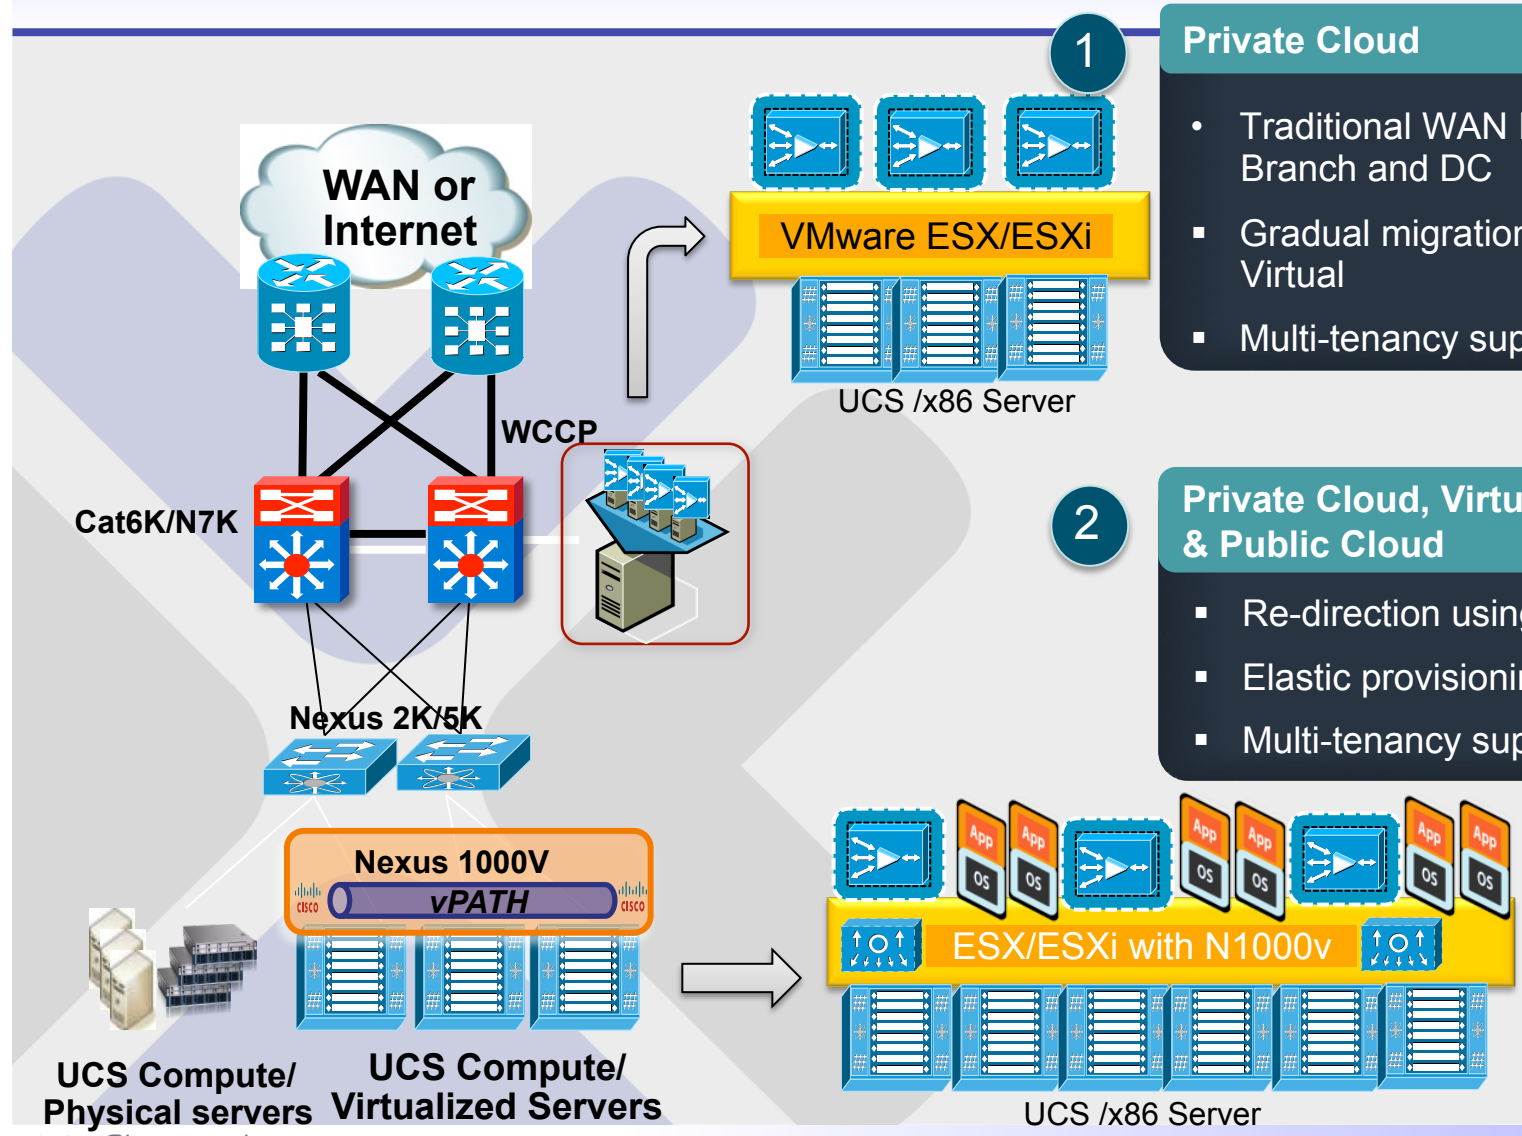 1
Private Cloud
• Traditional WAN
Branch and DC
▪ Gradual migration
Virtual
▪ Multi-tenancy sup
WAN or
Internet
VMware ESX/ESXi
UCS /x86 Server
WCCP
Cat6K/N7K
2
Private Cloud, Virtu
& Public Cloud
▪ Re-direction using
▪ Elastic provisionin
▪ Multi-tenancy sup
Nexus 2K/5K
Nexus 1000V
vPATH
CISCO
CISCO
App
OS
App
OS
App
OS
App
OS
App
OS
App
OS
ESX/ESXi with N1000v
UCS Compute/
Physical servers
UCS Compute/
Virtualized Servers
UCS /x86 Server